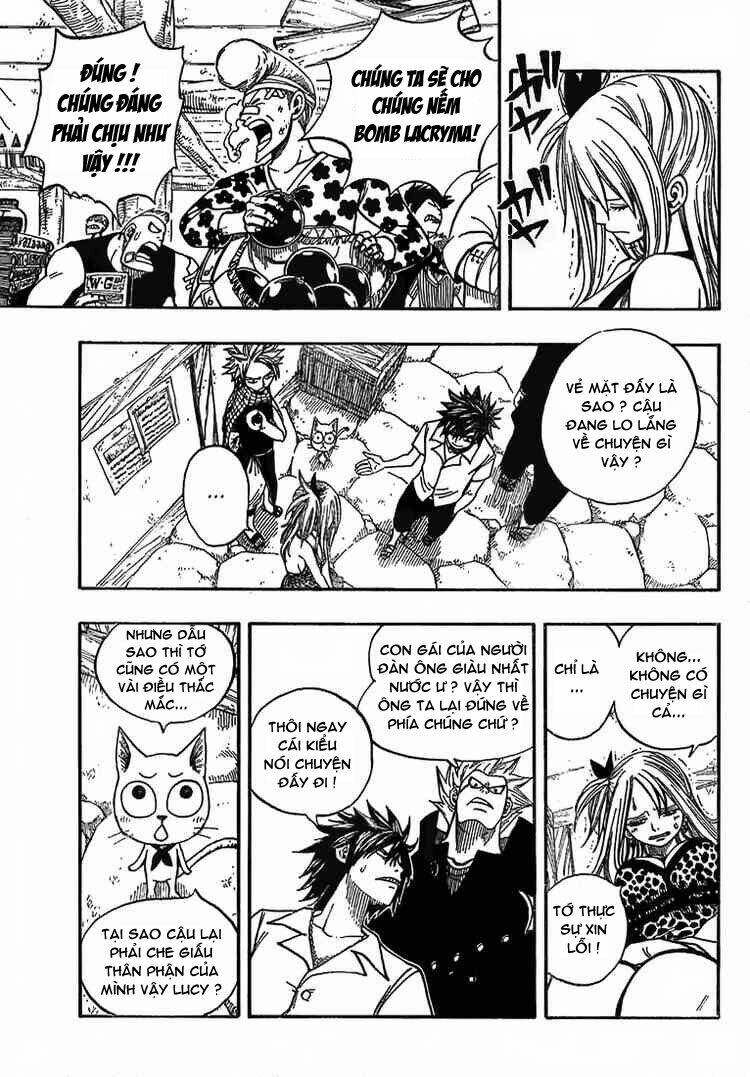 CHÚNG TA SẼ CHO
CHÚNG NẾM
BOMB LACRYMA!
ĐÚNG !
CHÚNG ĐÁNG
PHẢI CHỊU NHƯ
VẬY !!!
W·G
VẺ MẶT ĐẤY LÀ
SAO ? CẬU
ĐANG LO LẮNG
VỀ CHUYỆN GÌ
VẬY ?
...
KHÔNG...
KHÔNG CÓ
CHUYỆN GÌ
CẢ...
CHỈ LÀ
...
TỚ THỰC
SỰ XIN
LỖI !
CON GÁI CỦA NGƯỜI
ĐÀN ÔNG GIÀU NHẤT
NƯỚC Ư ? VẬY THÌ
ÔNG TA LẠI ĐỨNG VỀ
PHÍA CHÚNG CHỨ ?
THÔI NGAY
CÁI KIỂU
NÓI CHUYỆN
ĐẤY ĐI !
NHƯNG DẪU
SAO THÌ TỚ
CŨNG CÓ MỘT
VÀI ĐIỀU THẮC
MẮC...
TẠI SAO CẬU LẠI
PHẢI CHE GIẤU
THÂN PHẬN CỦA
MÌNH VẬY LUCY ?